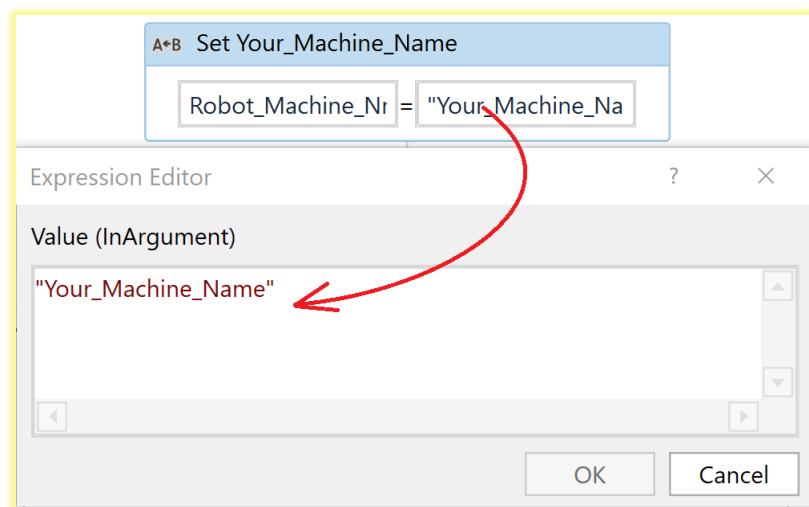 A←B Set Your_Machine_Name
Robot_Machine_Nr = "Your_Machine_Na
Expression Editor ? ×
Value (InArgument)
"Your_Machine_Name"
OK Cancel